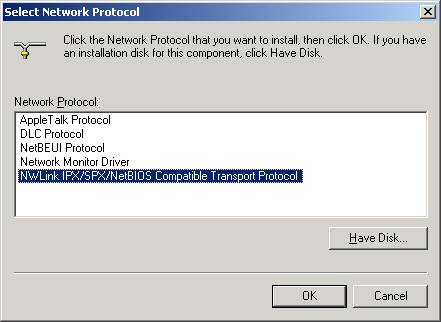 Select Network Protocol
Click the Network Protocol that you want to install, then click OK. If you have
an installation disk for this component, click Have Disk.
Network Protocol:
AppleTalk Protocol
DLC Protocol
NetBEUI Protocol
Network Monitor Driver
NWLink IPX/SPX/NetBIOS Compatible Transport Protocol
Have Disk...
OK
Cancel